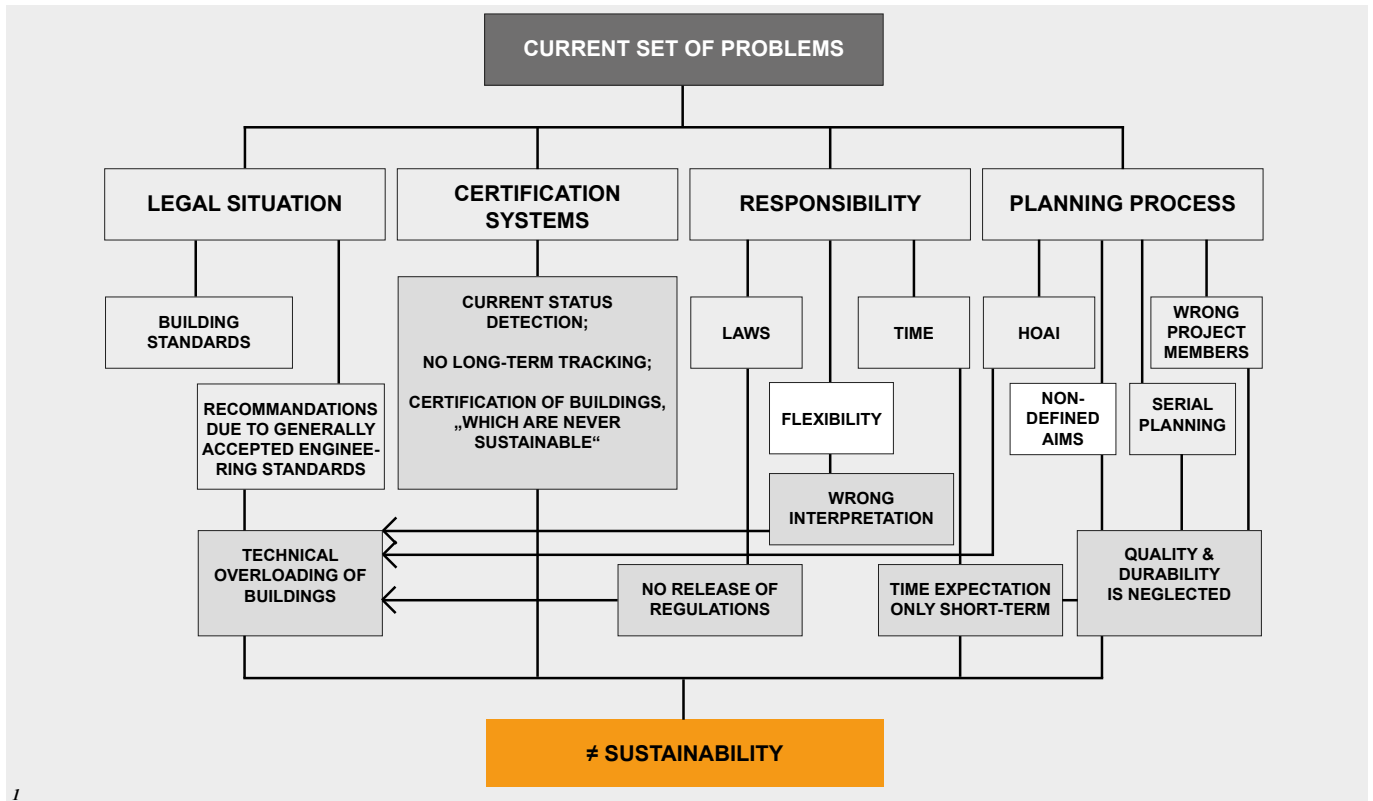 CURRENT SET OF PROBLEMS
LEGAL SITUATION
CERTIFICATION
SYSTEMS
RESPONSIBILITY
PLANNING PROCESS
BUILDING
STANDARDS
RECOMMANDATIONS
DUE TO GENERALLY
ACCEPTED ENGINEE-
RING STANDARDS
CURRENT STATUS
DETECTION;
NO LONG-TERM TRACKING;
CERTIFICATION OF BUILDINGS,
„WHICH ARE NEVER
SUSTAINABLE“
LAWS
FLEXIBILITY
TIME
HOAI
NON-
DEFINED
AIMS
SERIAL
PLANNING
WRONG
PROJECT
MEMBERS
WRONG
INTERPRETATION
TECHNICAL
OVERLOADING OF
BUILDINGS
NO RELEASE OF
REGULATIONS
TIME EXPECTATION
ONLY SHORT-TERM
QUALITY &
DURABILITY
IS NEGLECTED
≠ SUSTAINABILITY
1